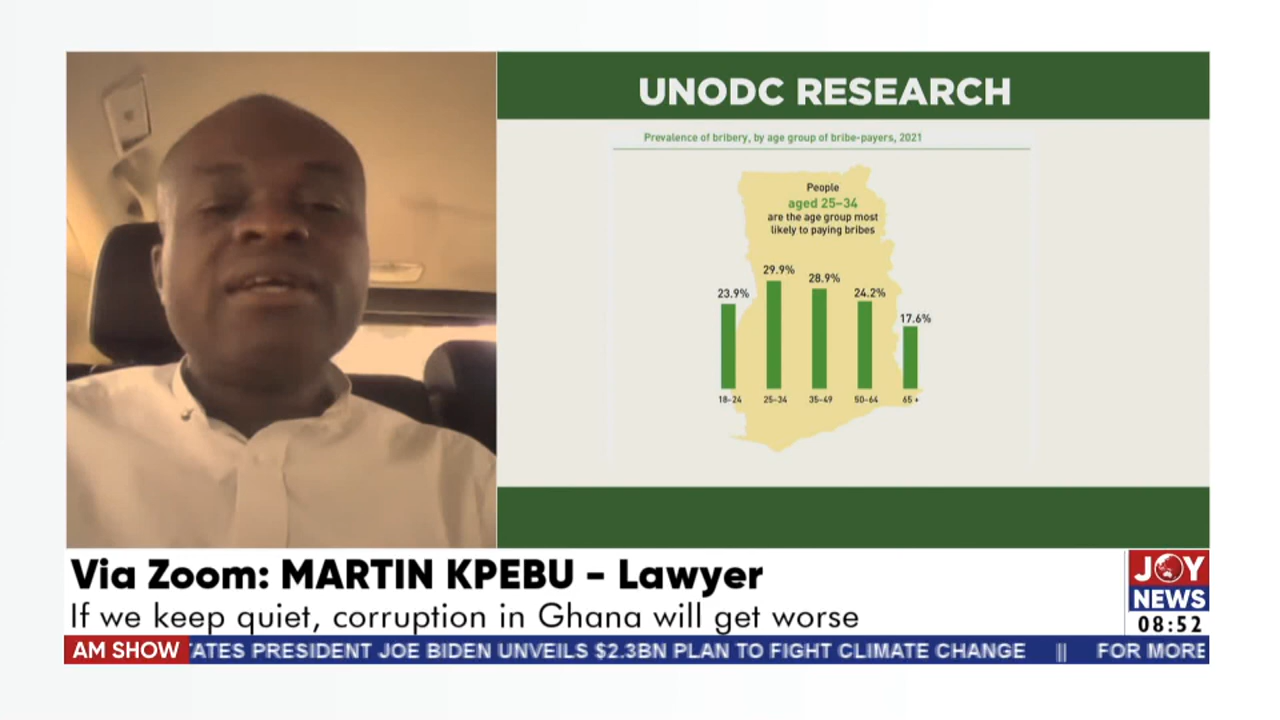 UNODC RESEARCH
Prevalence of bribery, by age group of bribe-payers, 2021
People
aged 25–34
are the age group most
likely to paying bribes
29.9%
28.9%
23.9%
24.2%
17.6%
18–24 25–34 35–49 50–64 65 +
Via Zoom: MARTIN KPEBU – Lawyer
If we keep quiet, corruption in Ghana will get worse
JOY
NEWS
08:52
AM SHOW ATES PRESIDENT JOE BIDEN UNVEILS $2.3BN PLAN TO FIGHT CLIMATE CHANGE || FOR MORE